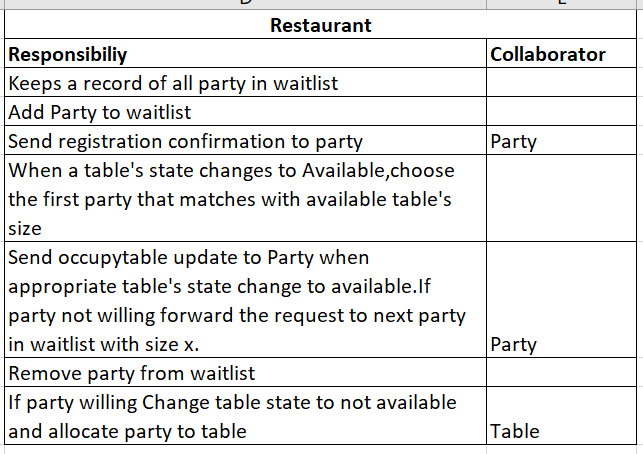 Restaurant
Responsibiliy Collaborator
Keeps a record of all party in waitlist
Add Party to waitlist
Send registration confirmation to party Party
When a table's state changes to Available,choose
the first party that matches with available table's
size
Send occupytable update to Party when
appropriate table's state change to available.If
party not willing forward the request to next party
in waitlist with size x. Party
Remove party from waitlist
If party willing Change table state to not available
and allocate party to table Table